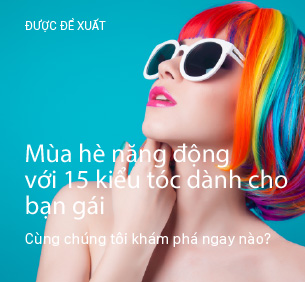 ĐƯỢC ĐỀ XUẤT
Mùa hè năng động
với 15 kiểu tóc dành cho
bạn gái
Cùng chúng tôi khám phá ngay nào?